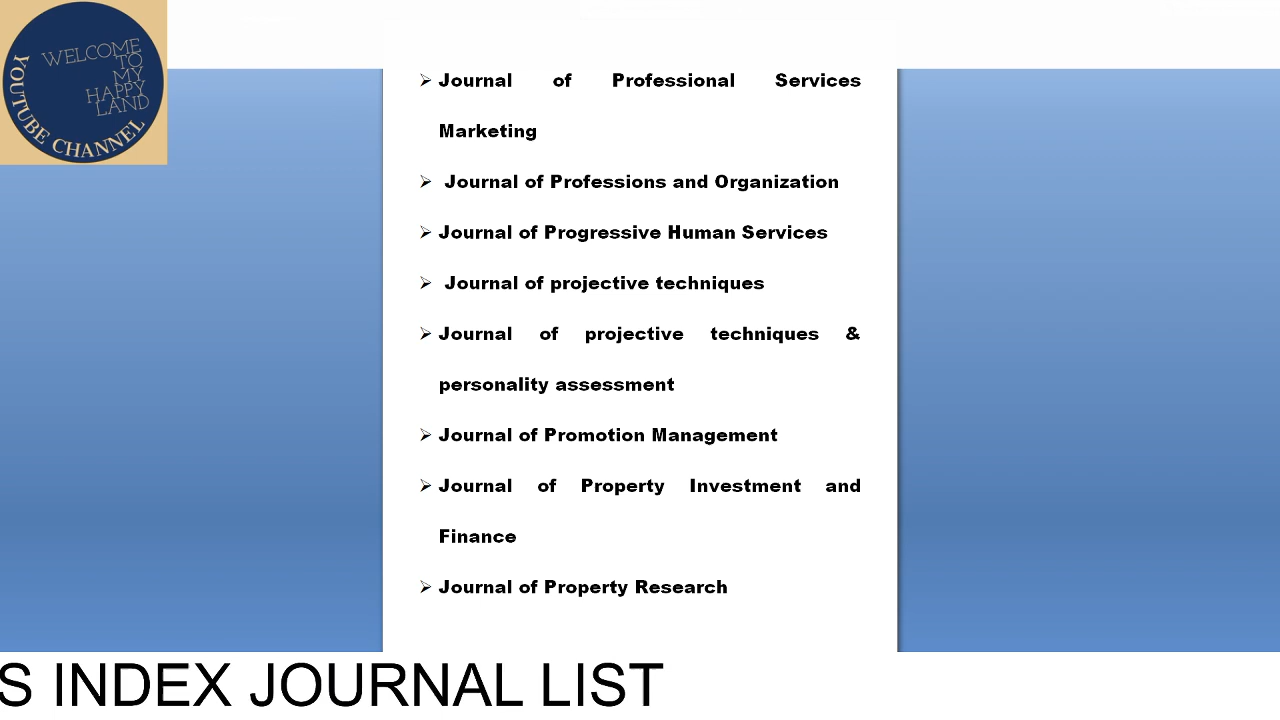 WELCOME
TO
MY
HAPPY
LAND
YOUTUBE CHANNEL
➢ Journal of Professional Services
Marketing
➢ Journal of Professions and Organization
➢ Journal of Progressive Human Services
➢ Journal of projective techniques
➢ Journal of projective techniques &
personality assessment
➢ Journal of Promotion Management
➢ Journal of Property Investment and
Finance
➢ Journal of Property Research
S INDEX JOURNAL LIST